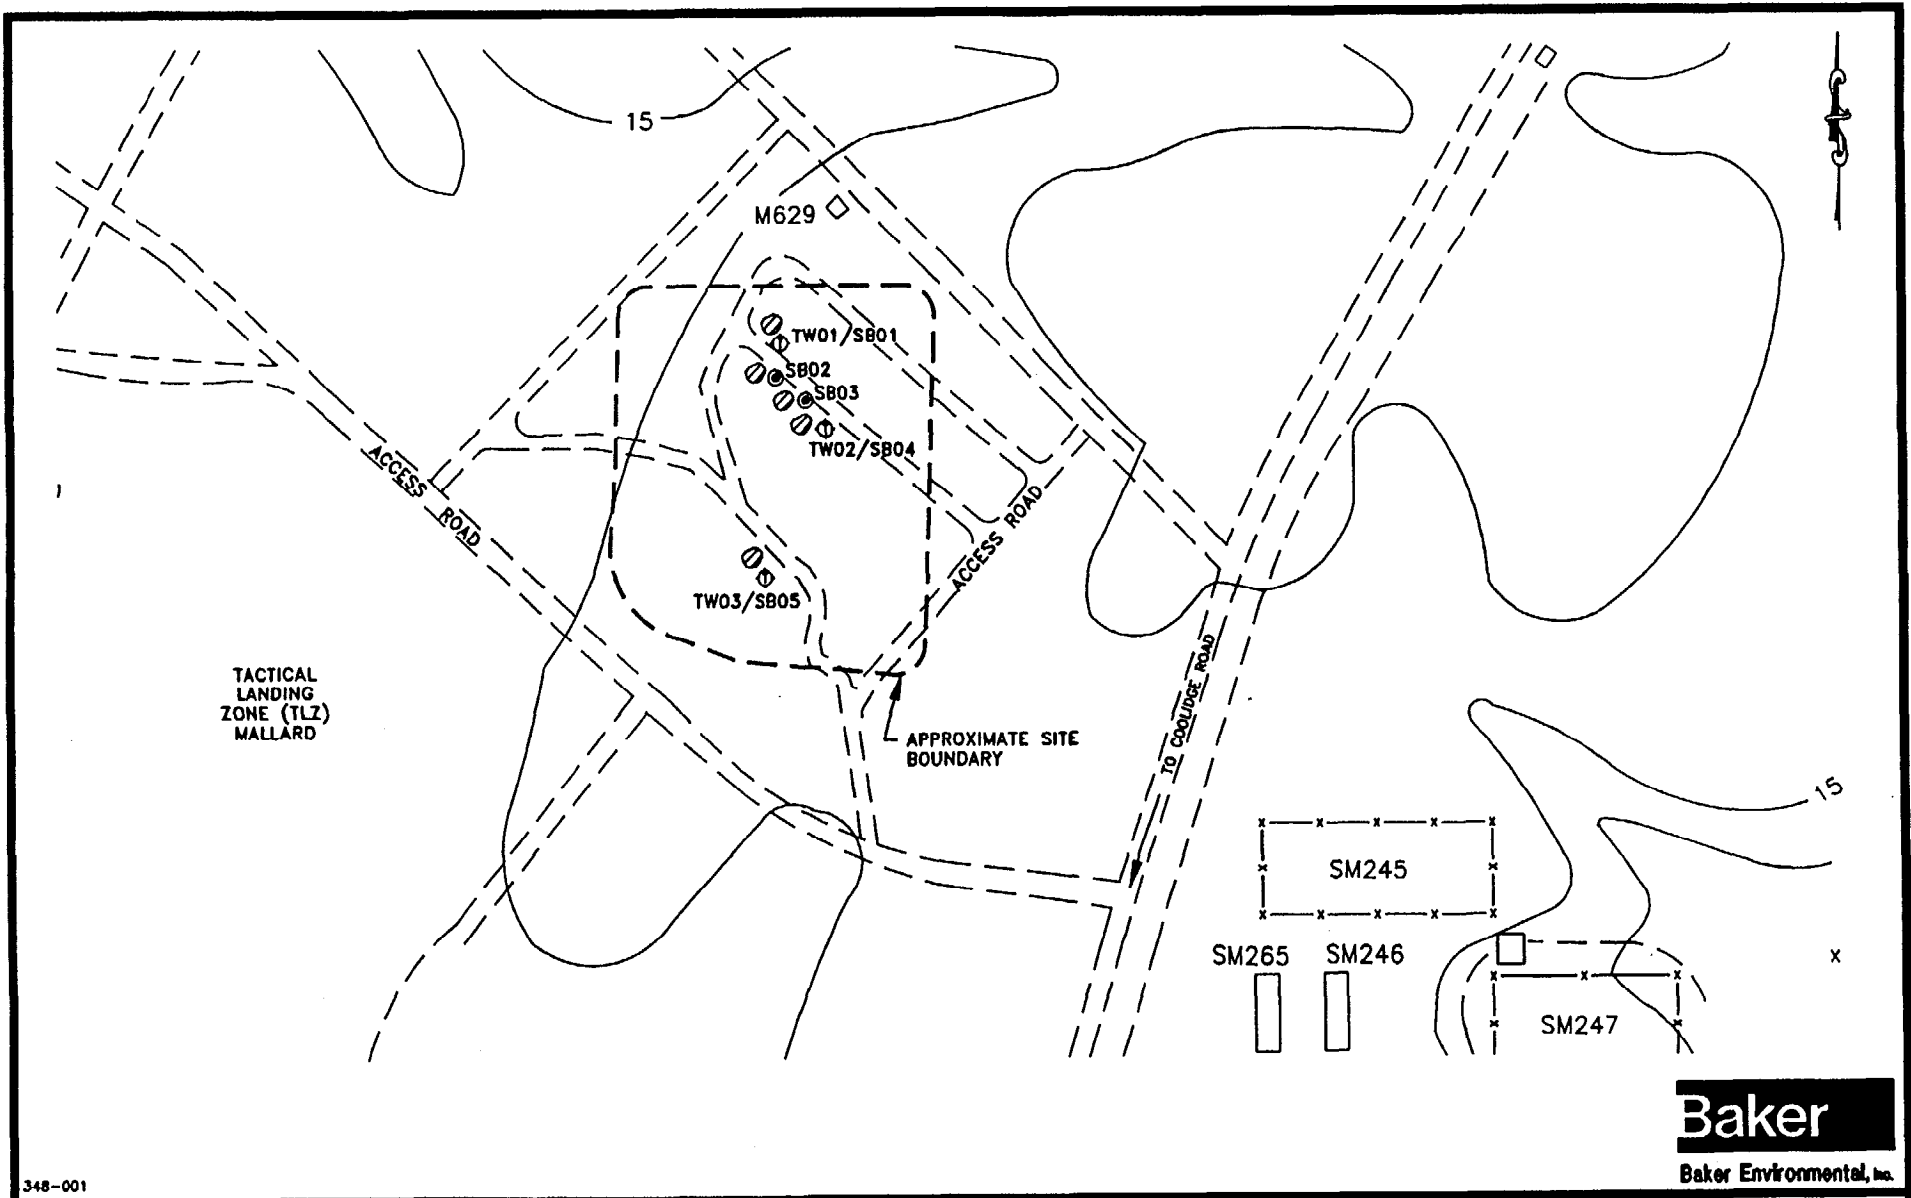 15
M629
TW01/SB01
SB02
SB03
TW02/SB04
ACCESS
ROAD
ACCESS ROAD
TW03/SB05
TACTICAL
LANDING
ZONE (TLZ)
MALLARD
APPROXIMATE SITE
BOUNDARY
TO COOLIDGE ROAD
15
SM245
SM265
SM246
SM247
Baker
Baker Environmental, Inc.
348-001